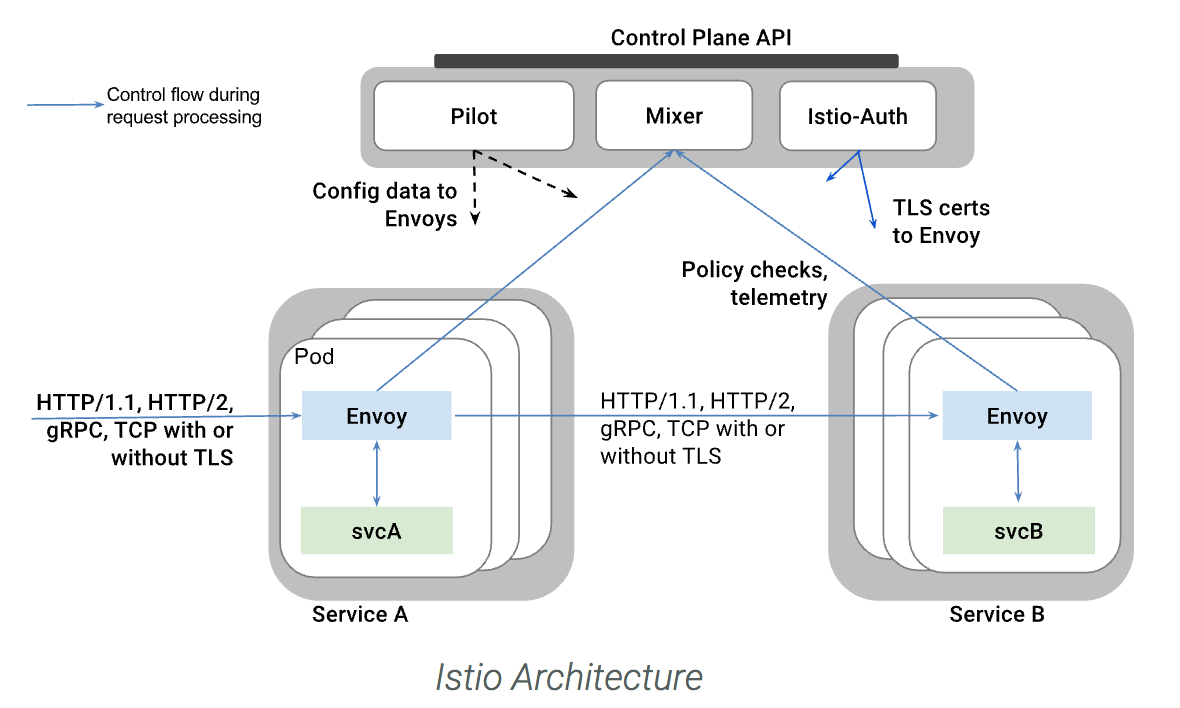 Control Plane API
Control flow during
request processing
Pilot
Mixer
Istio-Auth
Config data to
Envoys
TLS certs
to Envoy
Policy checks,
telemetry
Pod
HTTP/1.1, HTTP/2,
gRPC, TCP with or
without TLS
Envoy
HTTP/1.1, HTTP/2,
gRPC, TCP with or
without TLS
Envoy
svcA
svcB
Service A
Service B
Istio Architecture